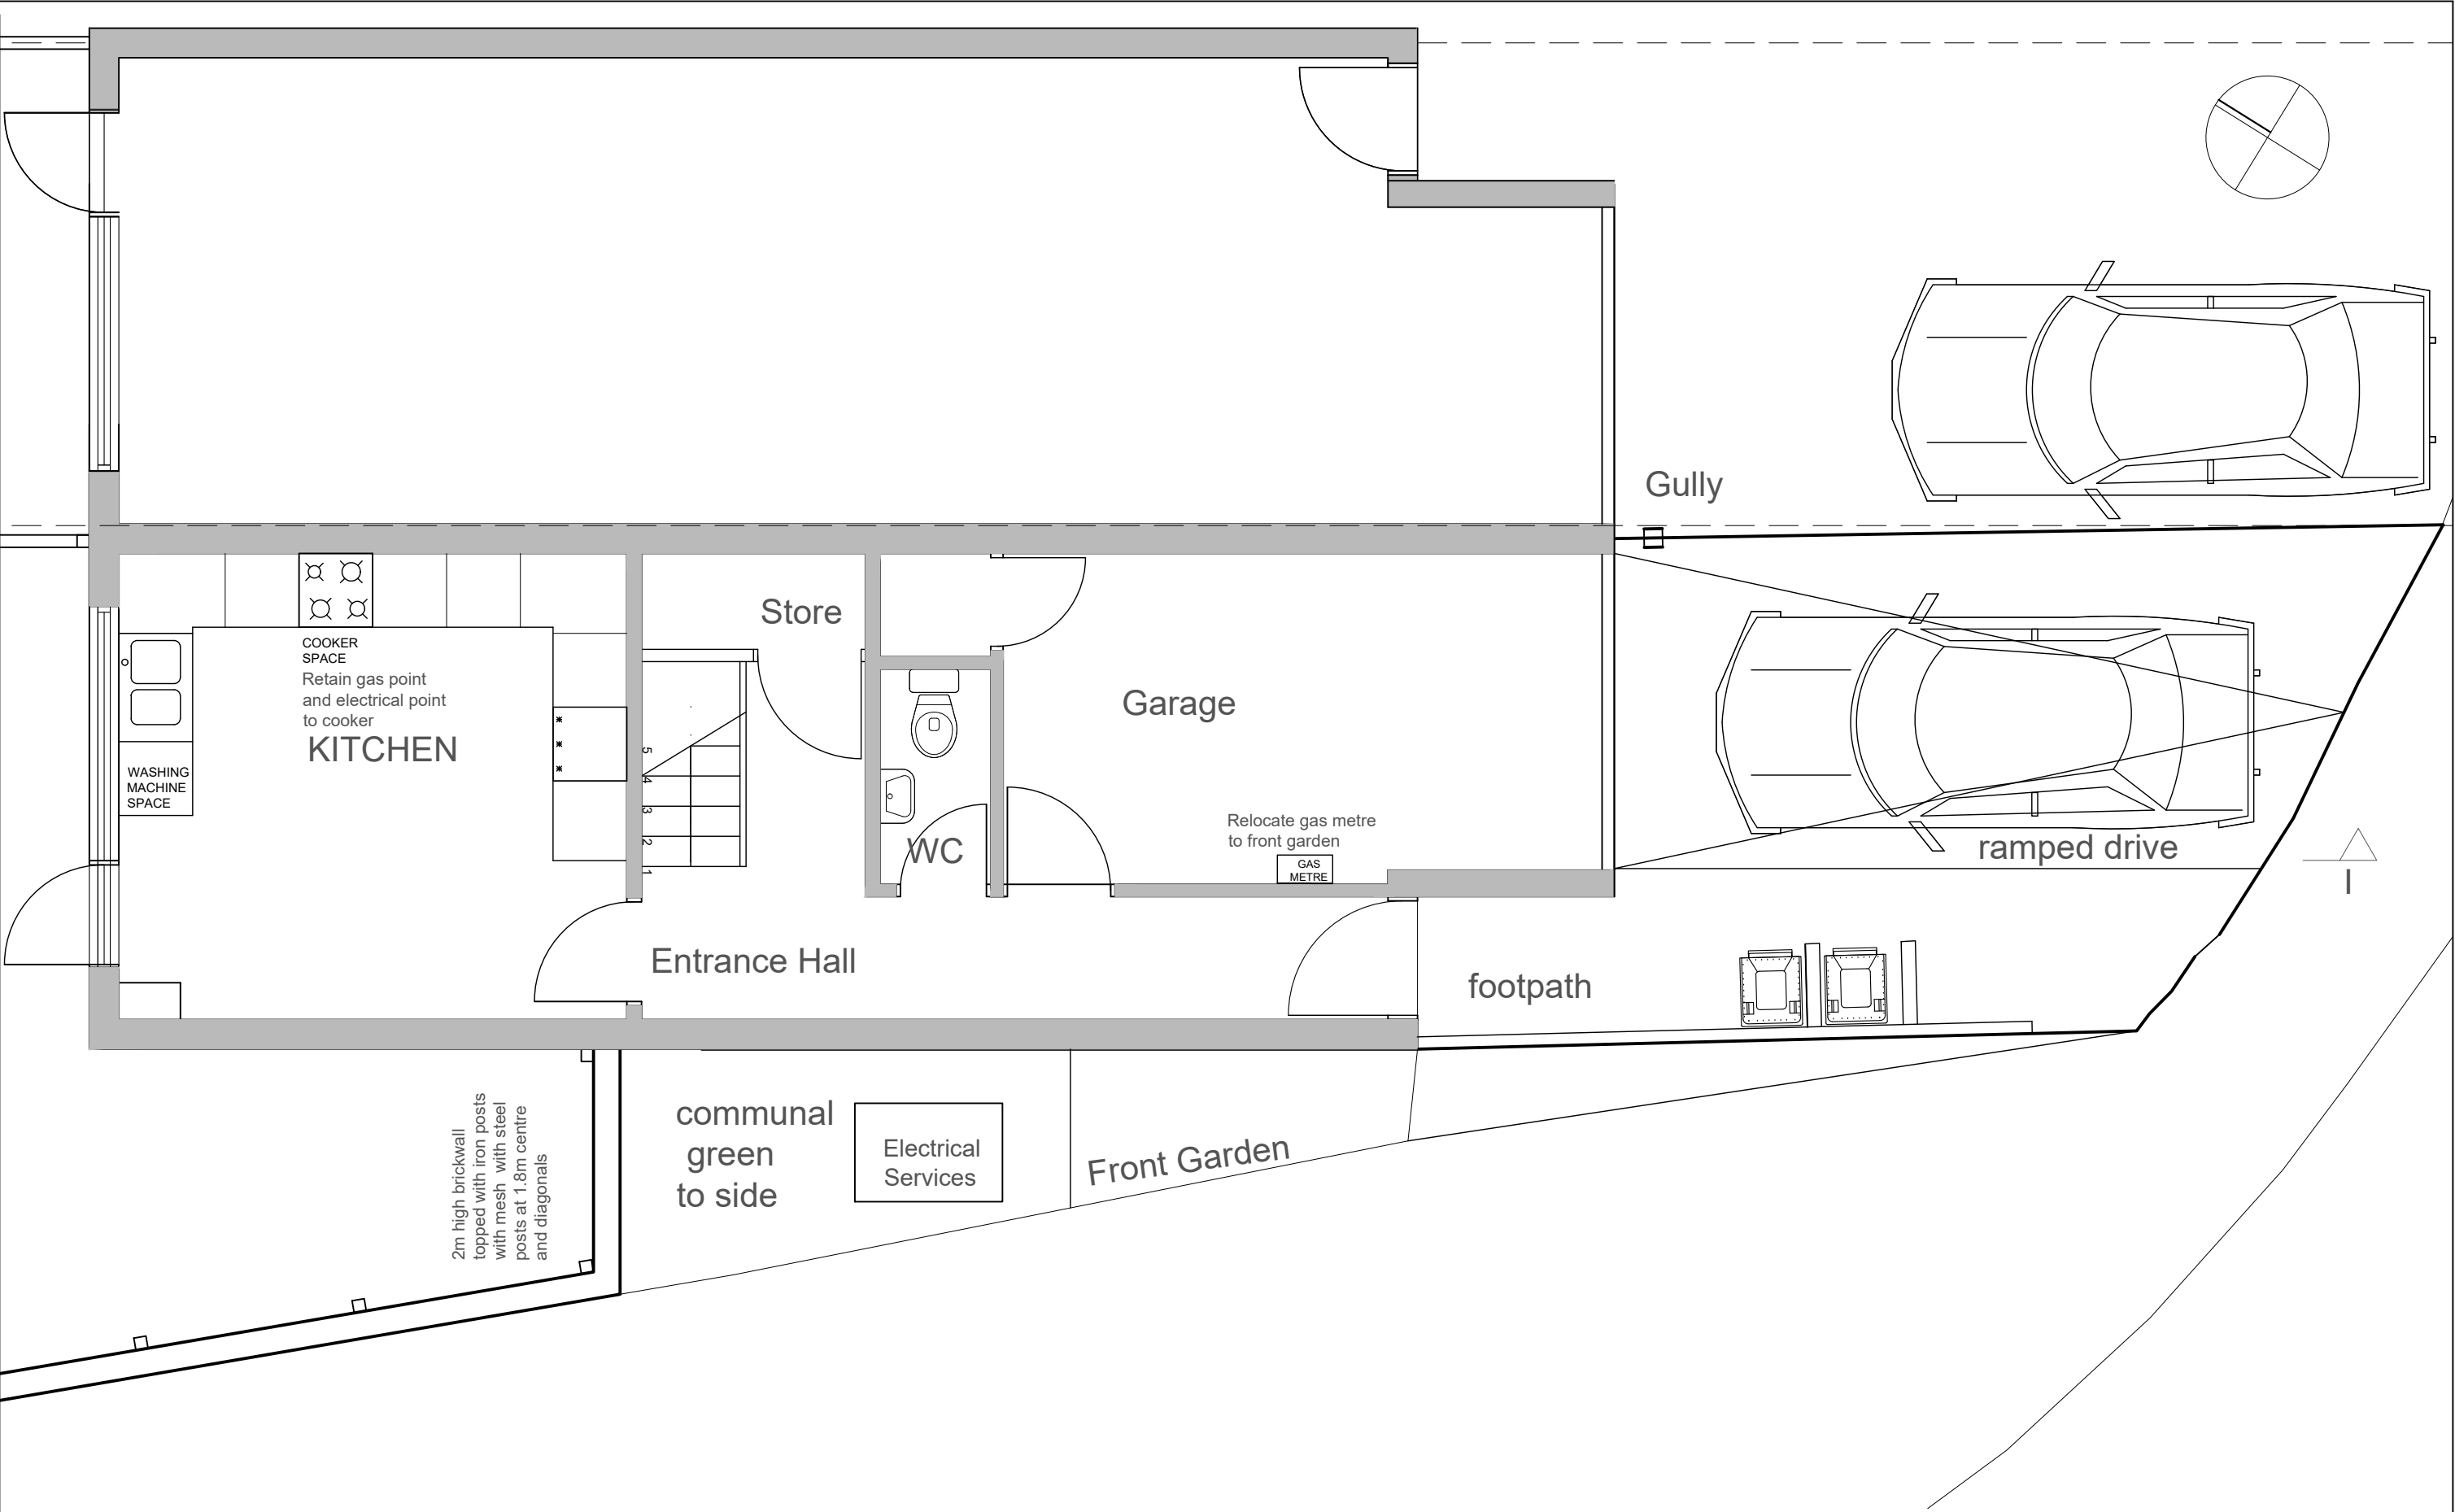 Gully
COOKER
SPACE
Retain gas point
and electrical point
to cooker
KITCHEN
WASHING
MACHINE
SPACE
Store
5
4
3
2
1
WC
Garage
Relocate gas metre
to front garden
GAS
METRE
ramped drive
I
Entrance Hall
footpath
2m high brickwall
topped with iron posts
with mesh with steel
posts at 1.8m centre
and diagonals
communal
green
to side
Electrical
Services
Front Garden